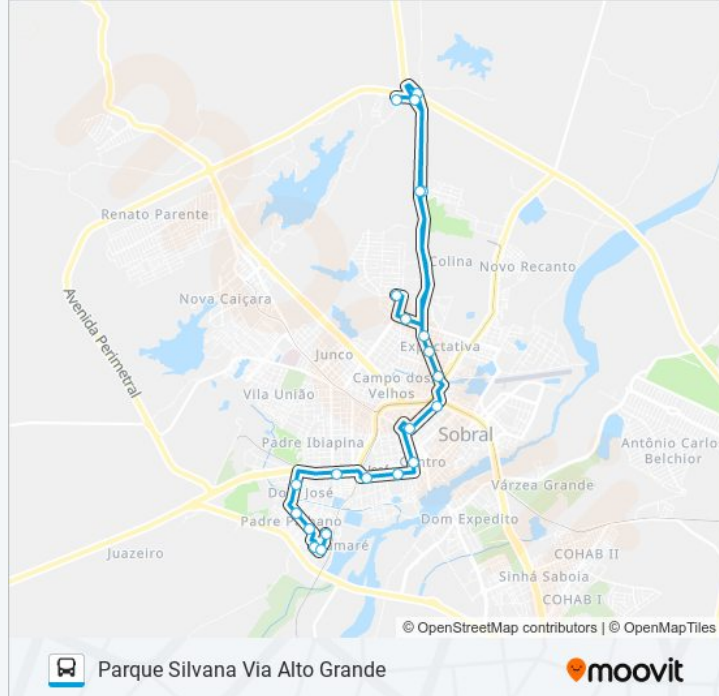 Renato Parente
Colina
Novo Recanto
Nova Caiçara
Avenida Perimetral
Junco
Expectativa
Campo dos
Velhos
Vila União
Sobral
Padre Ibiapina
Antônio Carlo
Belchior
Centro
Dom José
Várzea Grande
Padre
Dom Expedito
Juazeiro
COHAB II
Sinhá Saboia
COHAB I
© OpenStreetMap contributors | © OpenMapTiles
Parque Silvana Via Alto Grande
moovit